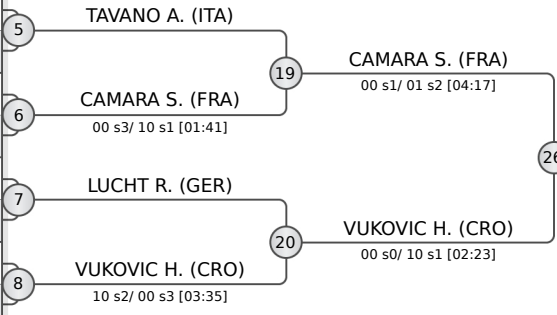 TAVANO A. (ITA)
5
19
CAMARA S. (FRA)
00 s1/ 01 s2 [04:17]
CAMARA S. (FRA)
6
00 s3/ 10 s1 [01:41]
26
LUCHT R. (GER)
7
20
VUKOVIC H. (CRO)
00 s0/ 10 s1 [02:23]
VUKOVIC H. (CRO)
8
10 s2/ 00 s3 [03:35]